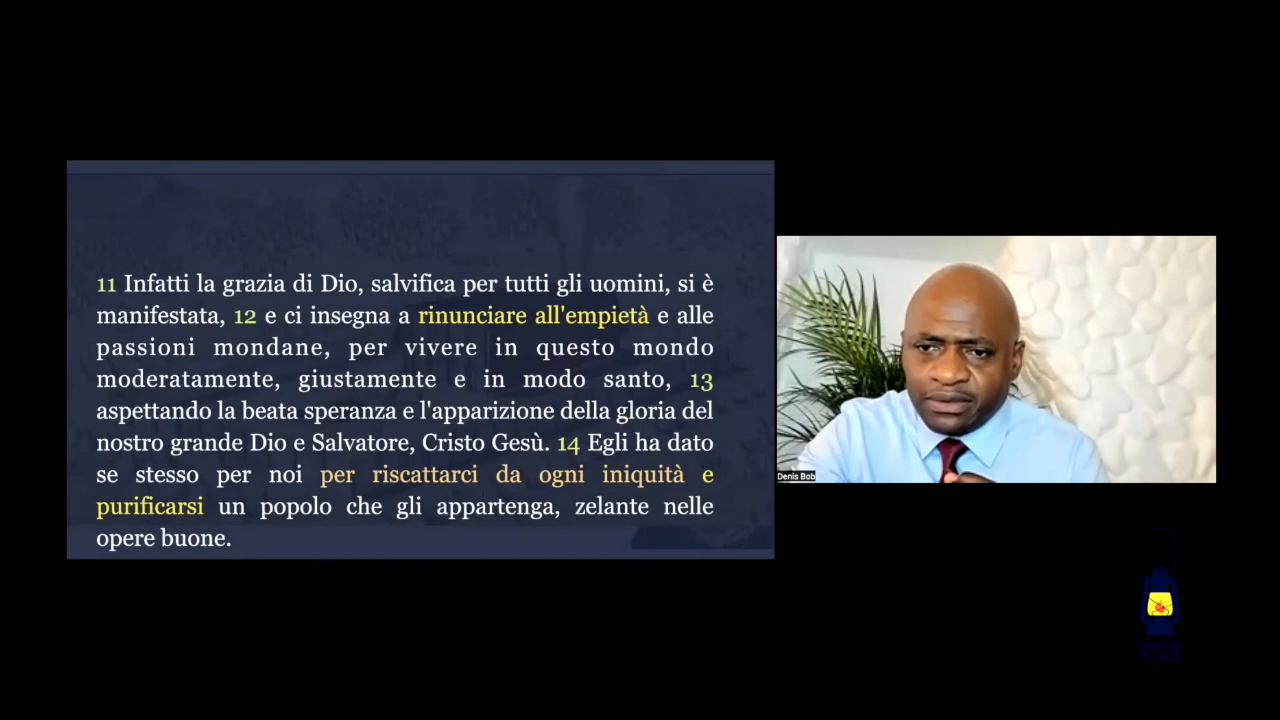 11 Infatti la grazia di Dio, salvifica per tutti gli uomini, si è
manifestata, 12 e ci insegna a rinunciare all'empietà e alle
passioni mondane, per vivere in questo mondo
moderatamente, giustamente e in modo santo, 13
aspettando la beata speranza e l'apparizione della gloria del
nostro grande Dio e Salvatore, Cristo Gesù. 14 Egli ha dato
se stesso per noi per riscattarci da ogni iniquità e
purificarsi un popolo che gli appartenga, zelante nelle
opere buone.
Denis Bob
DI LUCE